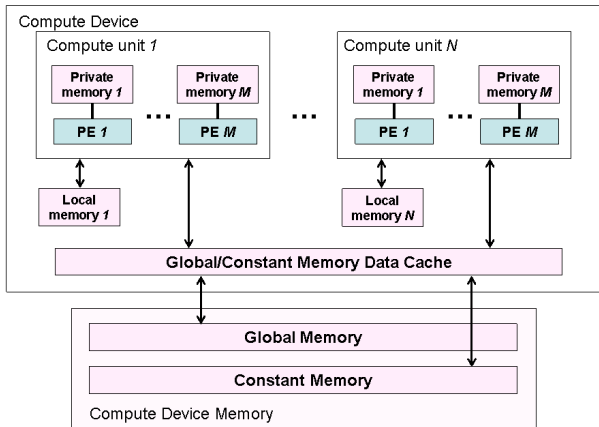 Compute Device
Compute unit 1
Compute unit N
Private
memory 1
Private
memory M
Private
memory 1
Private
memory M
PE 1
PE M
PE 1
PE M
Local
memory 1
Local
memory N
Global/Constant Memory Data Cache
Global Memory
Constant Memory
Compute Device Memory